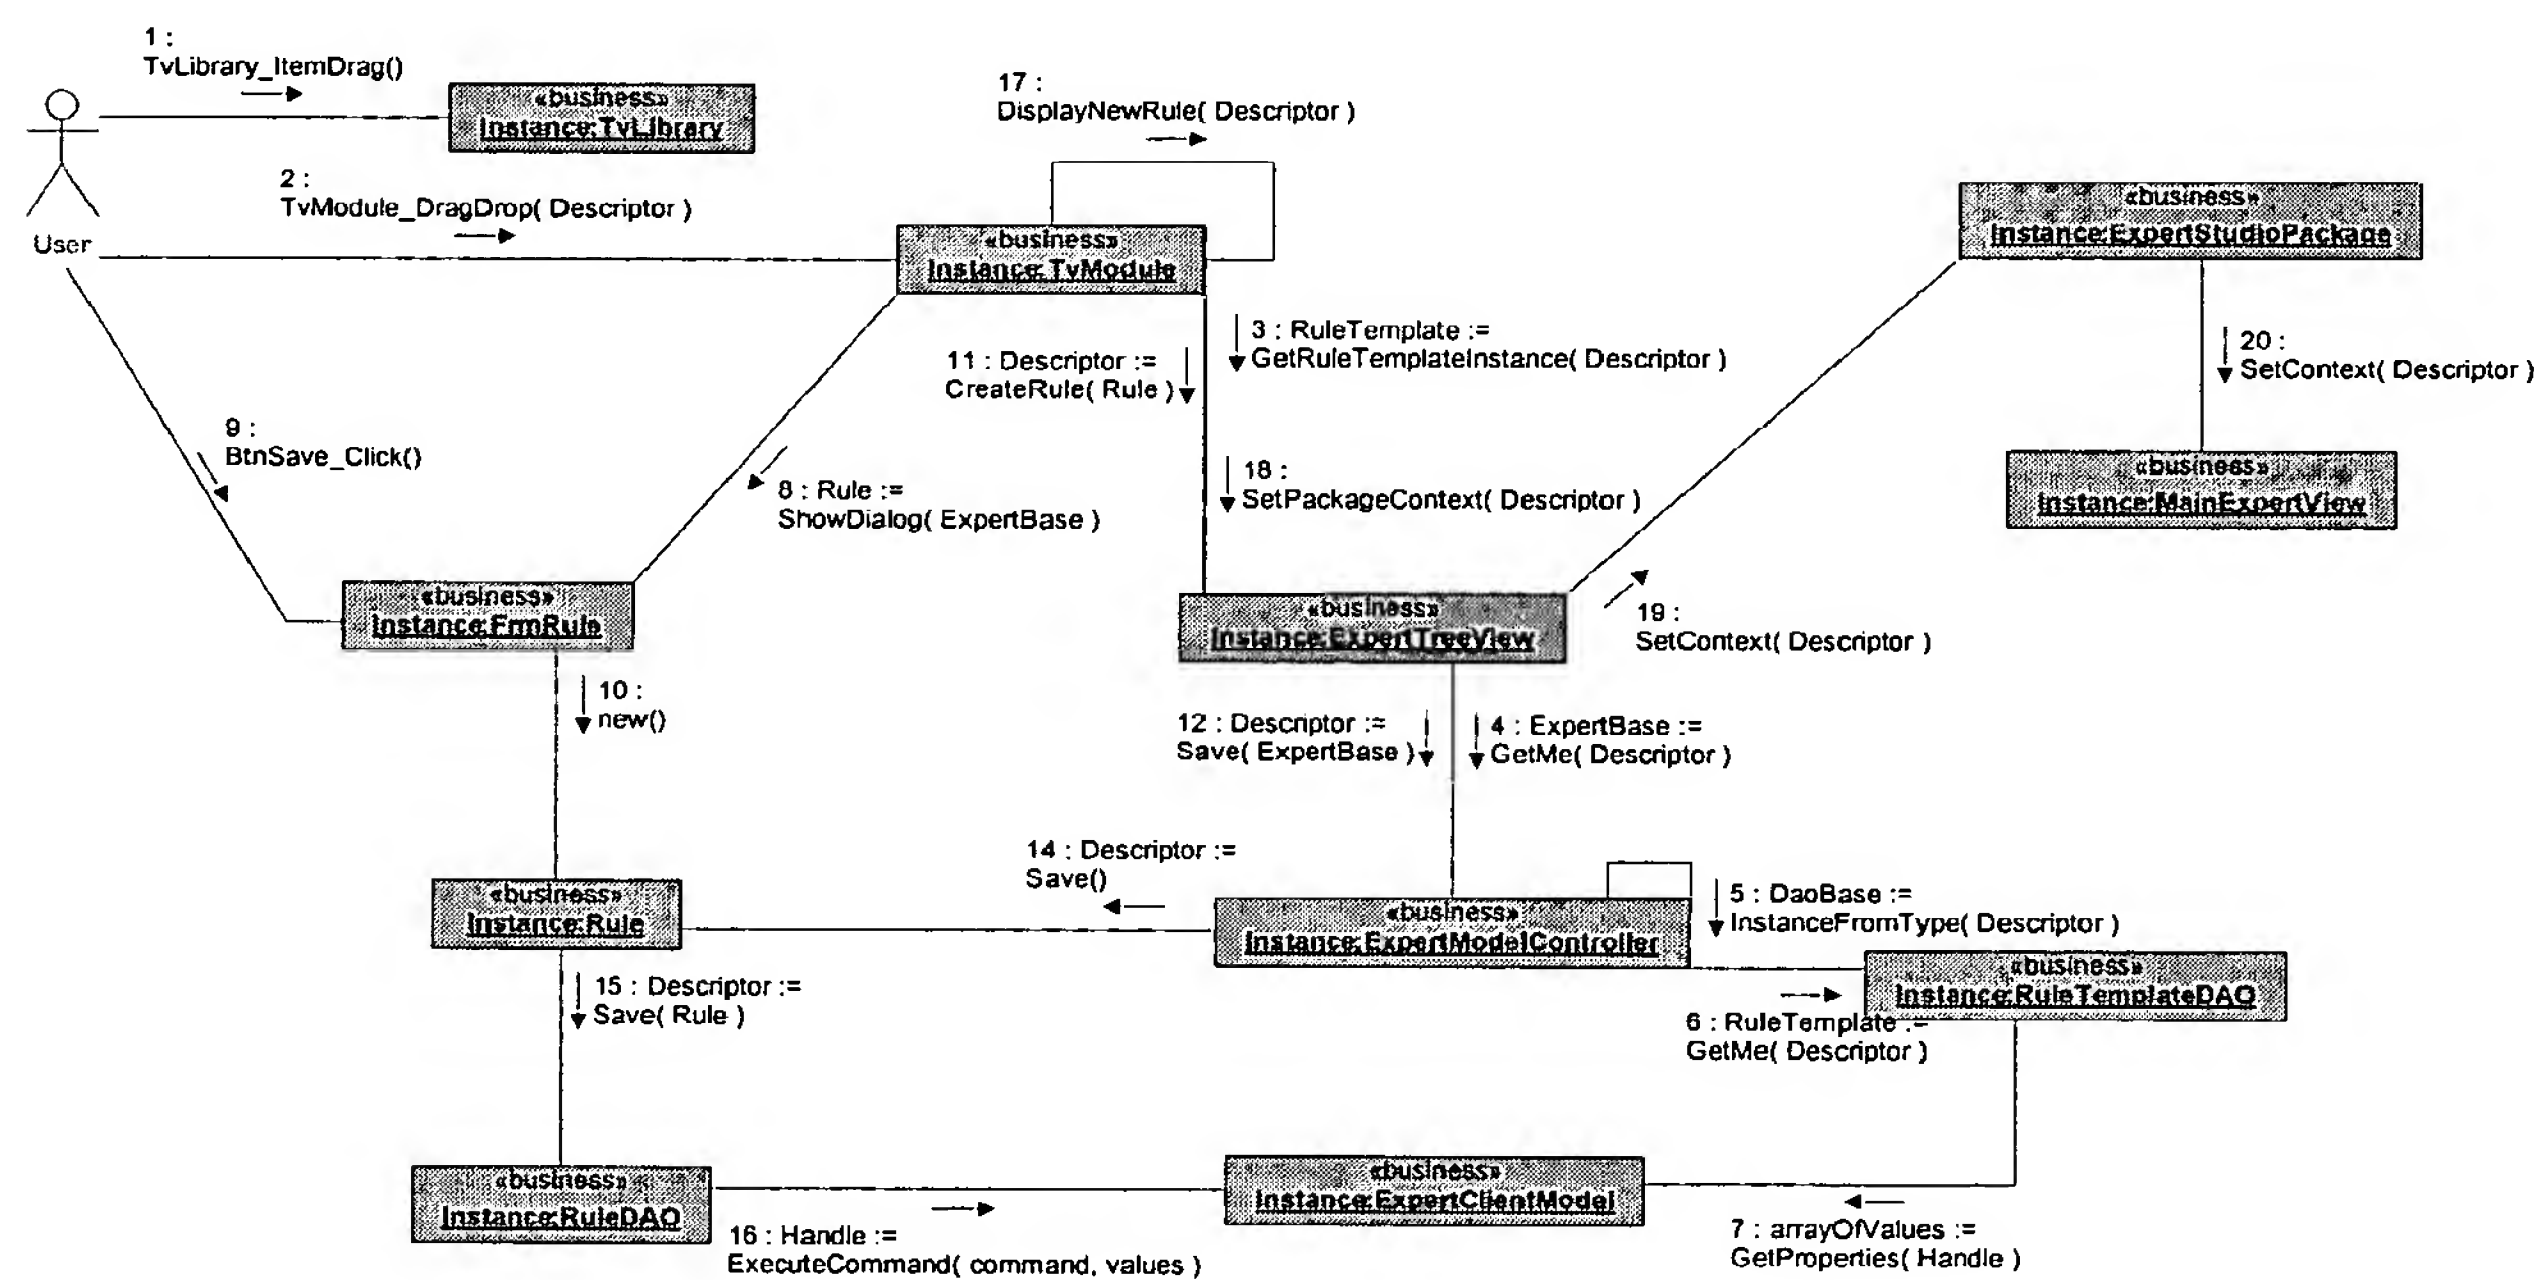 1 :
TvLibrary_ItemDrag()
«business»
Instance:TvLibrary
17 :
DisplayNewRule( Descriptor )
2 :
TvModule_DragDrop( Descriptor )
User
«business»
Instance:TvModule
«business»
Instance:ExpertStudioPackage
3 : RuleTemplate :=
GetRuleTemplateInstance( Descriptor )
11 : Descriptor :=
CreateRule( Rule )
20 :
SetContext( Descriptor )
9 :
BtnSave_Click()
8 : Rule :=
ShowDialog( ExpertBase )
18 :
SetPackageContext( Descriptor )
«business»
Instance:MainExpertView
«business»
Instance:FrmRule
«business»
Instance:ExpertTreeView
19 :
SetContext( Descriptor )
10 :
new()
12 : Descriptor :=
Save( ExpertBase )
4 : ExpertBase :=
GetMe( Descriptor )
14 : Descriptor :=
Save()
«business»
Instance:Rule
«business»
Instance:ExpertModelController
5 : DaoBase :=
InstanceFromType( Descriptor )
«business»
Instance:RuleTemplateDAO
15 : Descriptor :=
Save( Rule )
6 : RuleTemplate :=
GetMe( Descriptor )
«business»
Instance:RuleDAO
«business»
Instance:ExpertClientModel
16 : Handle :=
ExecuteCommand( command, values )
7 : arrayOfValues :=
GetProperties( Handle )